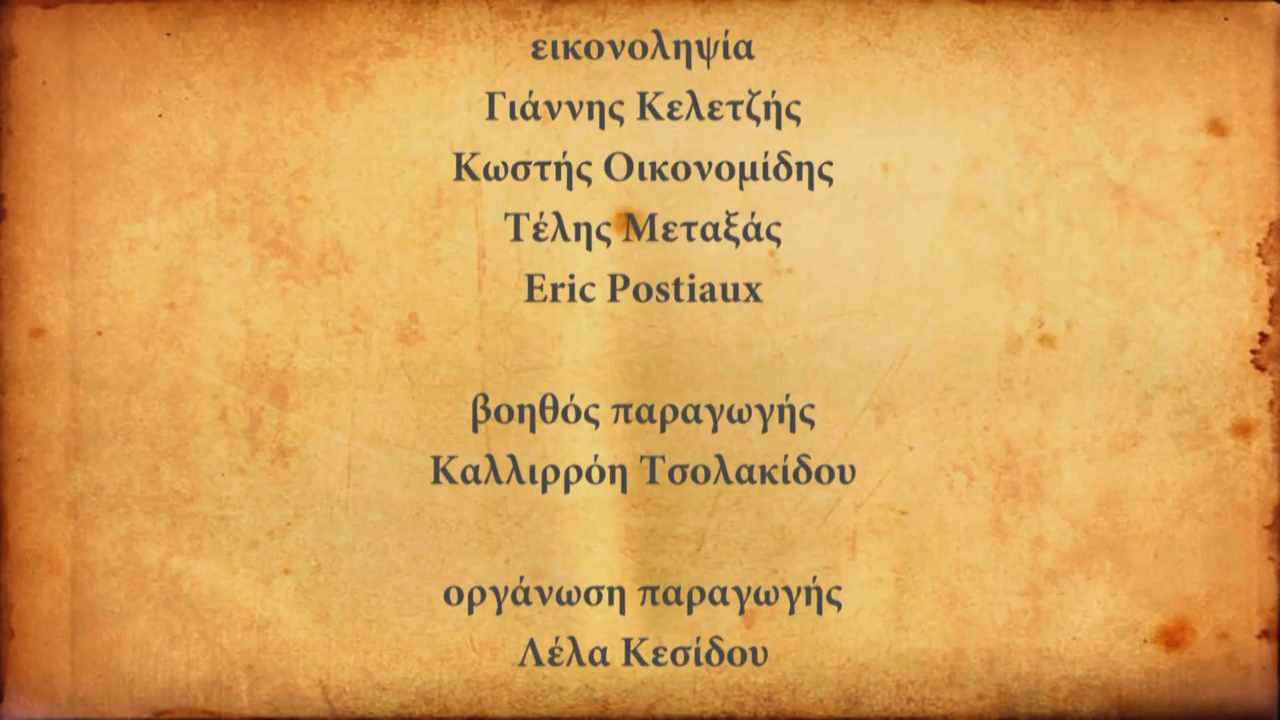 εικονοληψία
Γιάννης Κελετζής
Κωστής Οικονομίδης
Τέλης Μεταξάς
Eric Postiaux
βοηθός παραγωγής
Καλλιρρόη Τσολακίδου
οργάνωση παραγωγής
Λέλα Κεσίδου